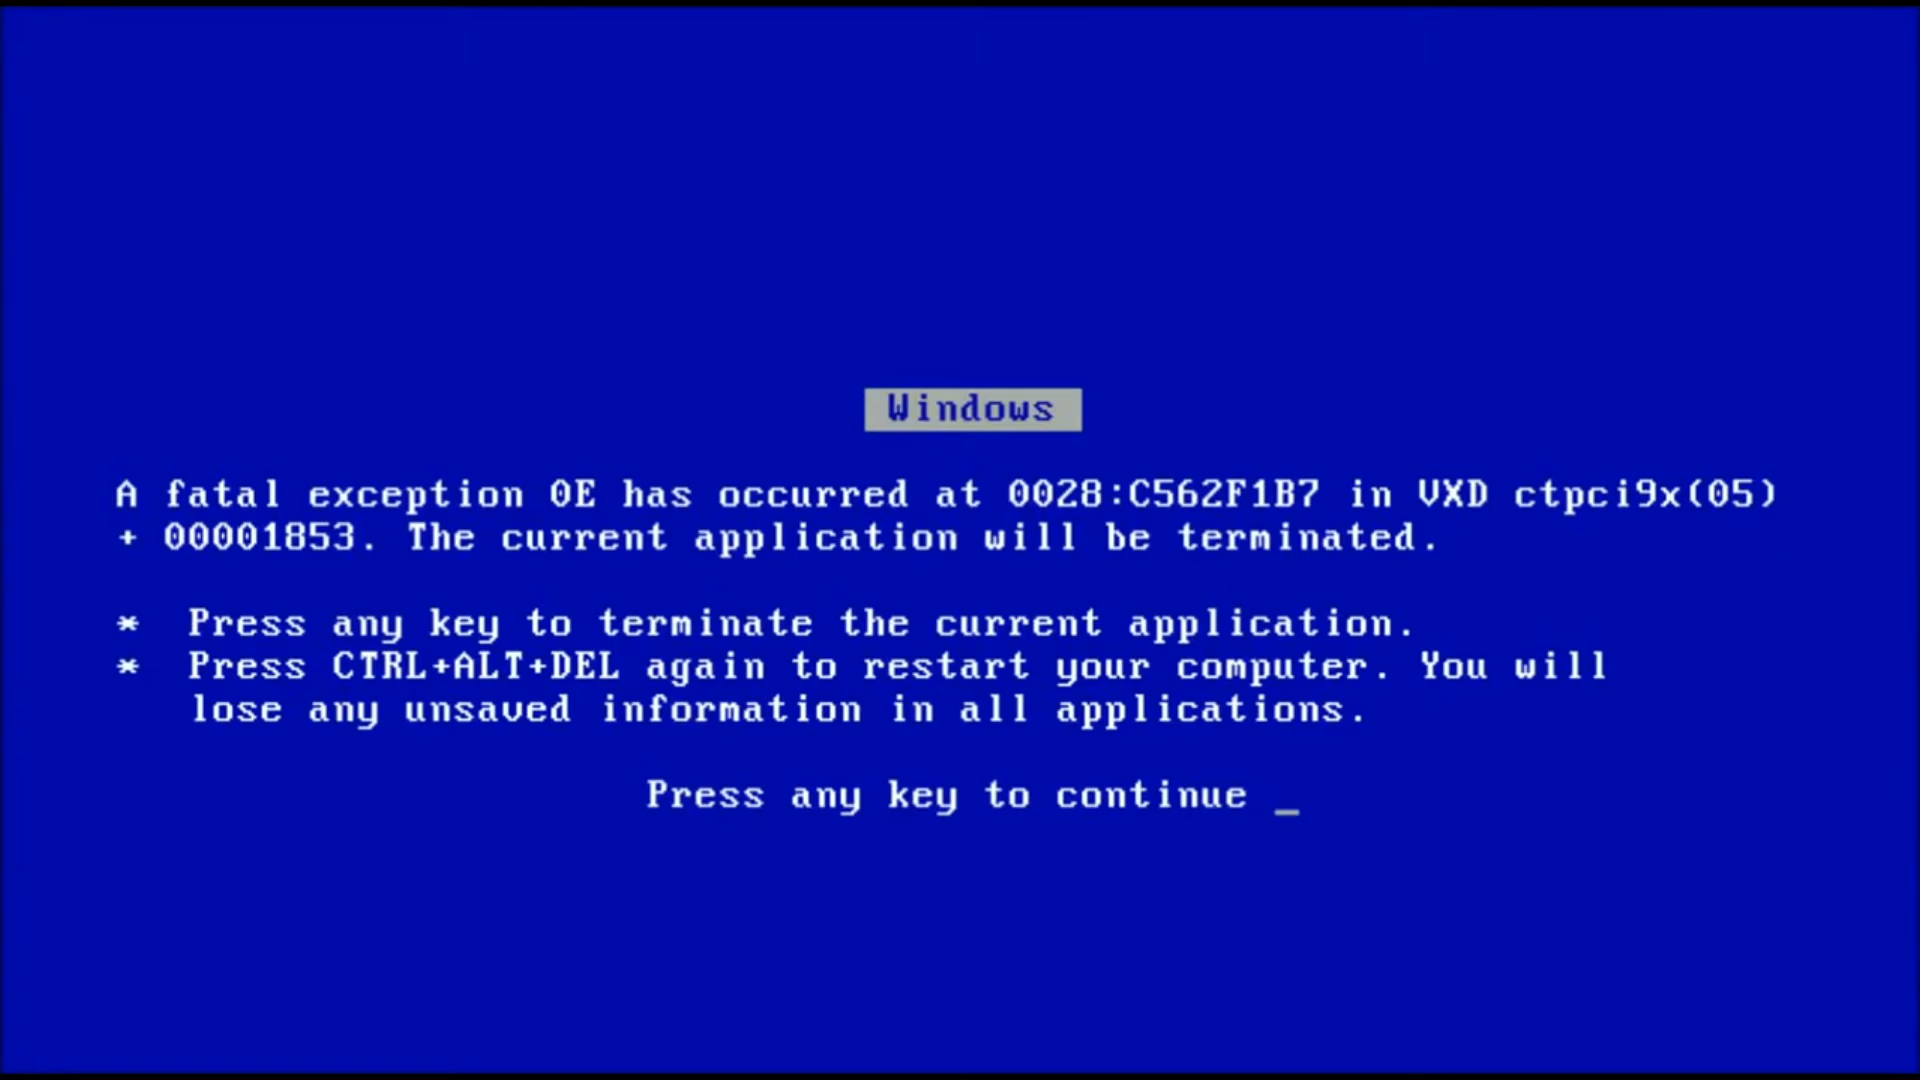 Windows
A fatal exception 0E has occurred at 0028:C562F1B7 in VXD ctpci9x(05)
+ 00001853. The current application will be terminated.
* Press any key to terminate the current application.
* Press CTRL+ALT+DEL again to restart your computer. You will
lose any unsaved information in all applications.
Press any key to continue _